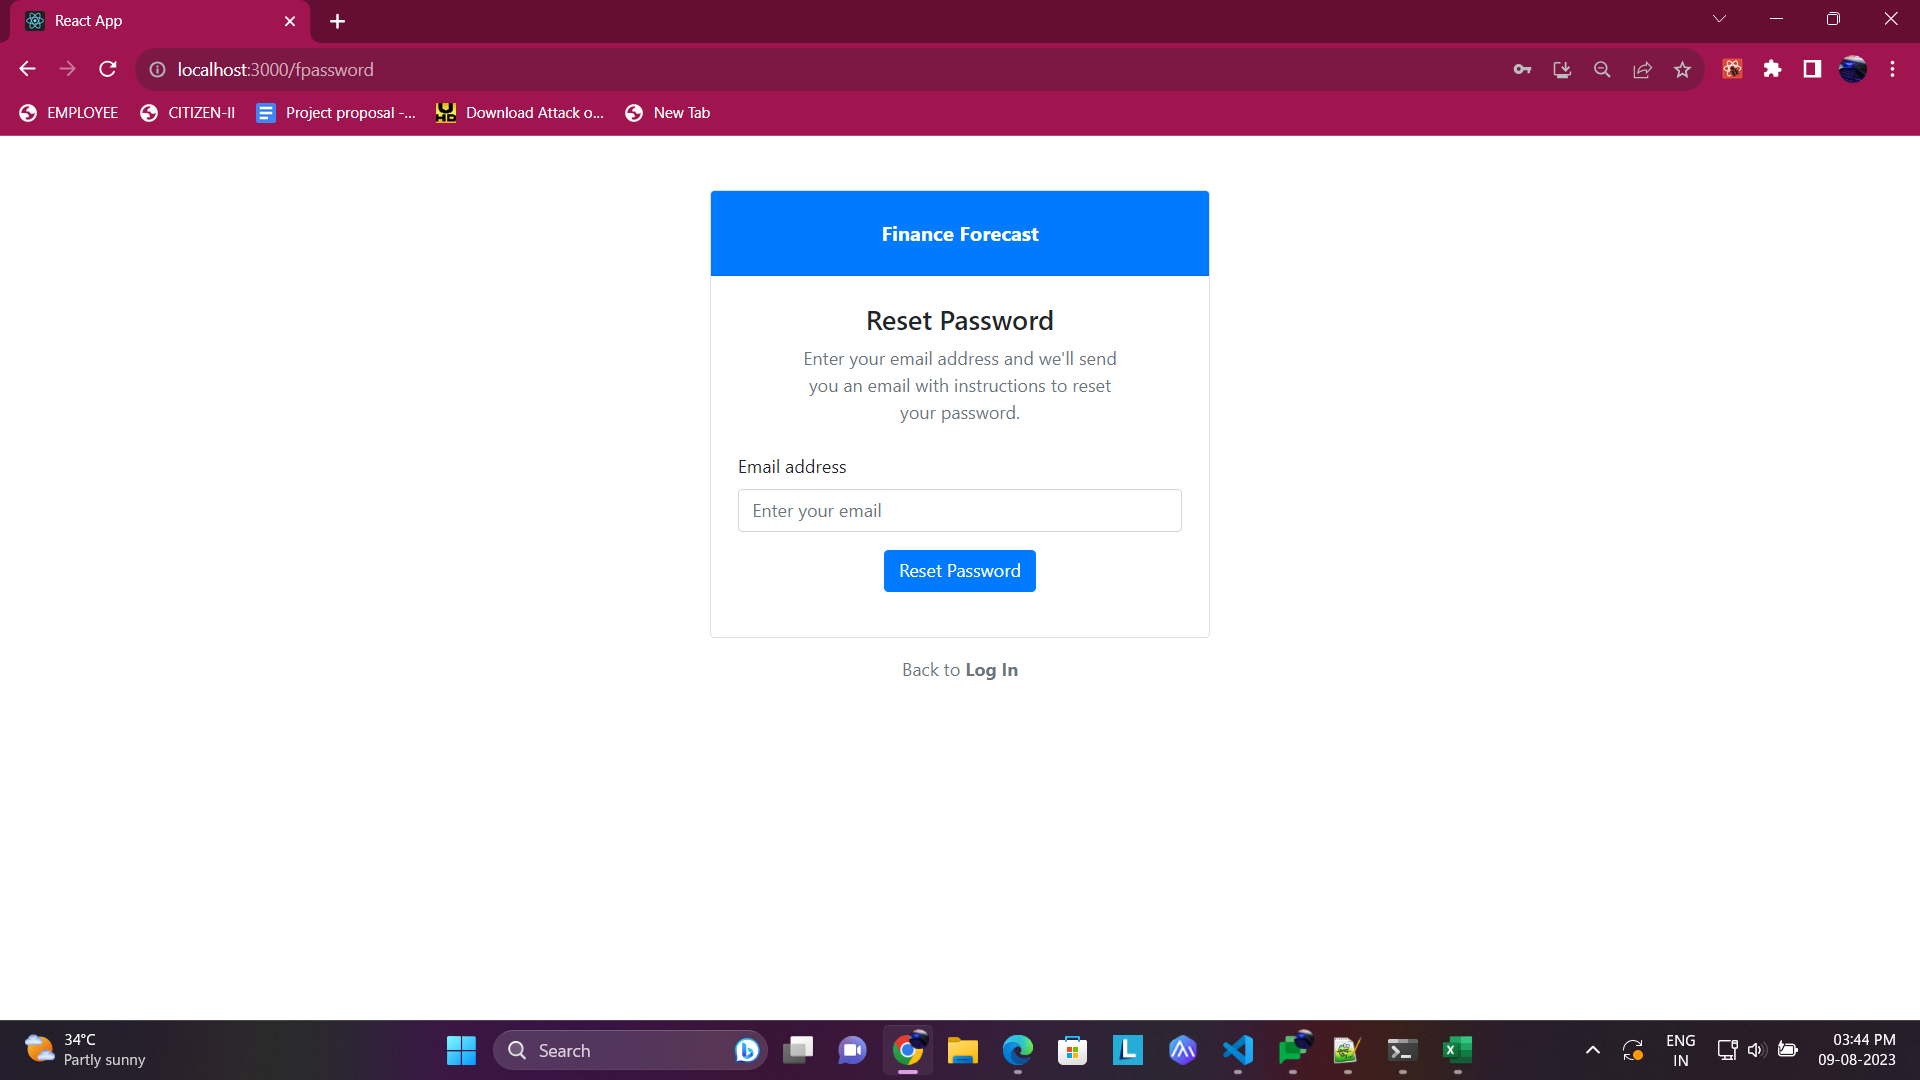 React App
localhost:3000/fpassword
EMPLOYEE
CITIZEN-II
Project proposal -...
Download Attack o...
New Tab
Finance Forecast
Reset Password
Enter your email address and we'll send
you an email with instructions to reset
your password.
Email address
Enter your email
Reset Password
Back to Log In
34°C
Partly sunny
Search
ENG
IN
03:44 PM
09-08-2023